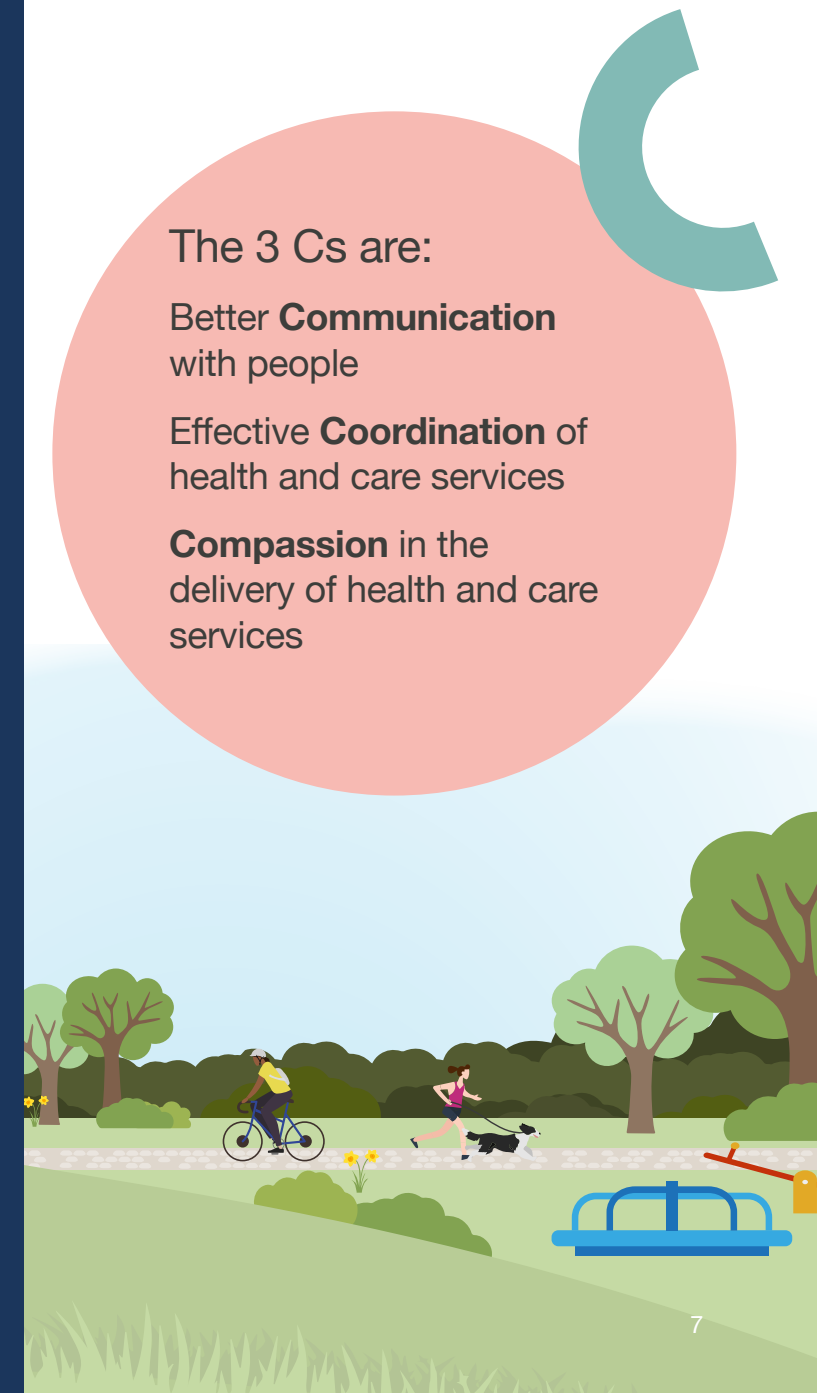 The 3 Cs are:
Better Communication
with people
Effective Coordination of
health and care services
Compassion in the
delivery of health and care
services
7